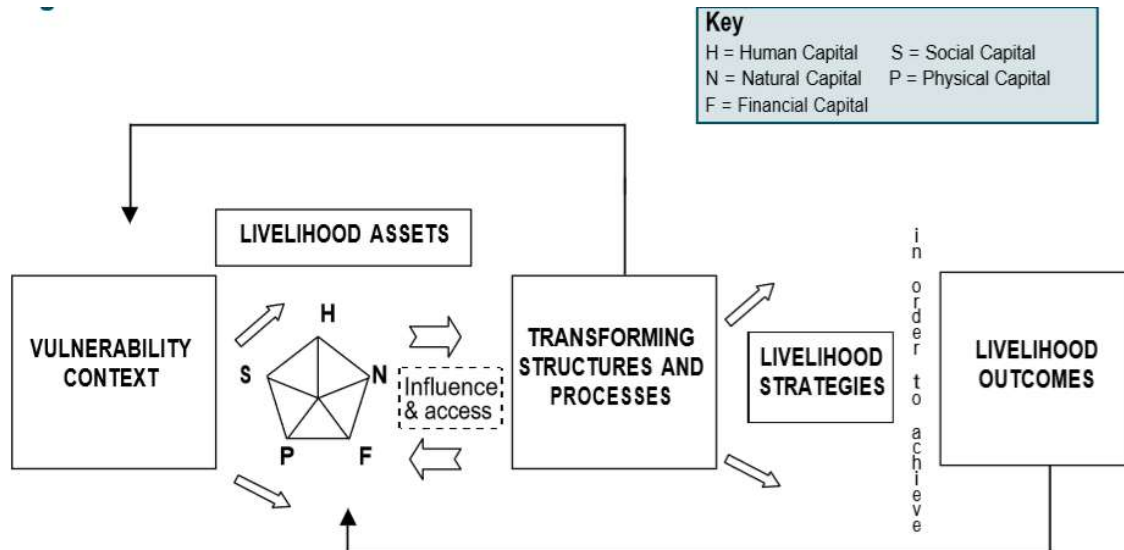 Key
H = Human Capital S = Social Capital
N = Natural Capital P = Physical Capital
F = Financial Capital
LIVELIHOOD ASSETS
VULNERABILITY
CONTEXT
H
S
N
P
F
Influence
& access
TRANSFORMING
STRUCTURES AND
PROCESSES
LIVELIHOOD
STRATEGIES
in order to achieve
LIVELIHOOD
OUTCOMES